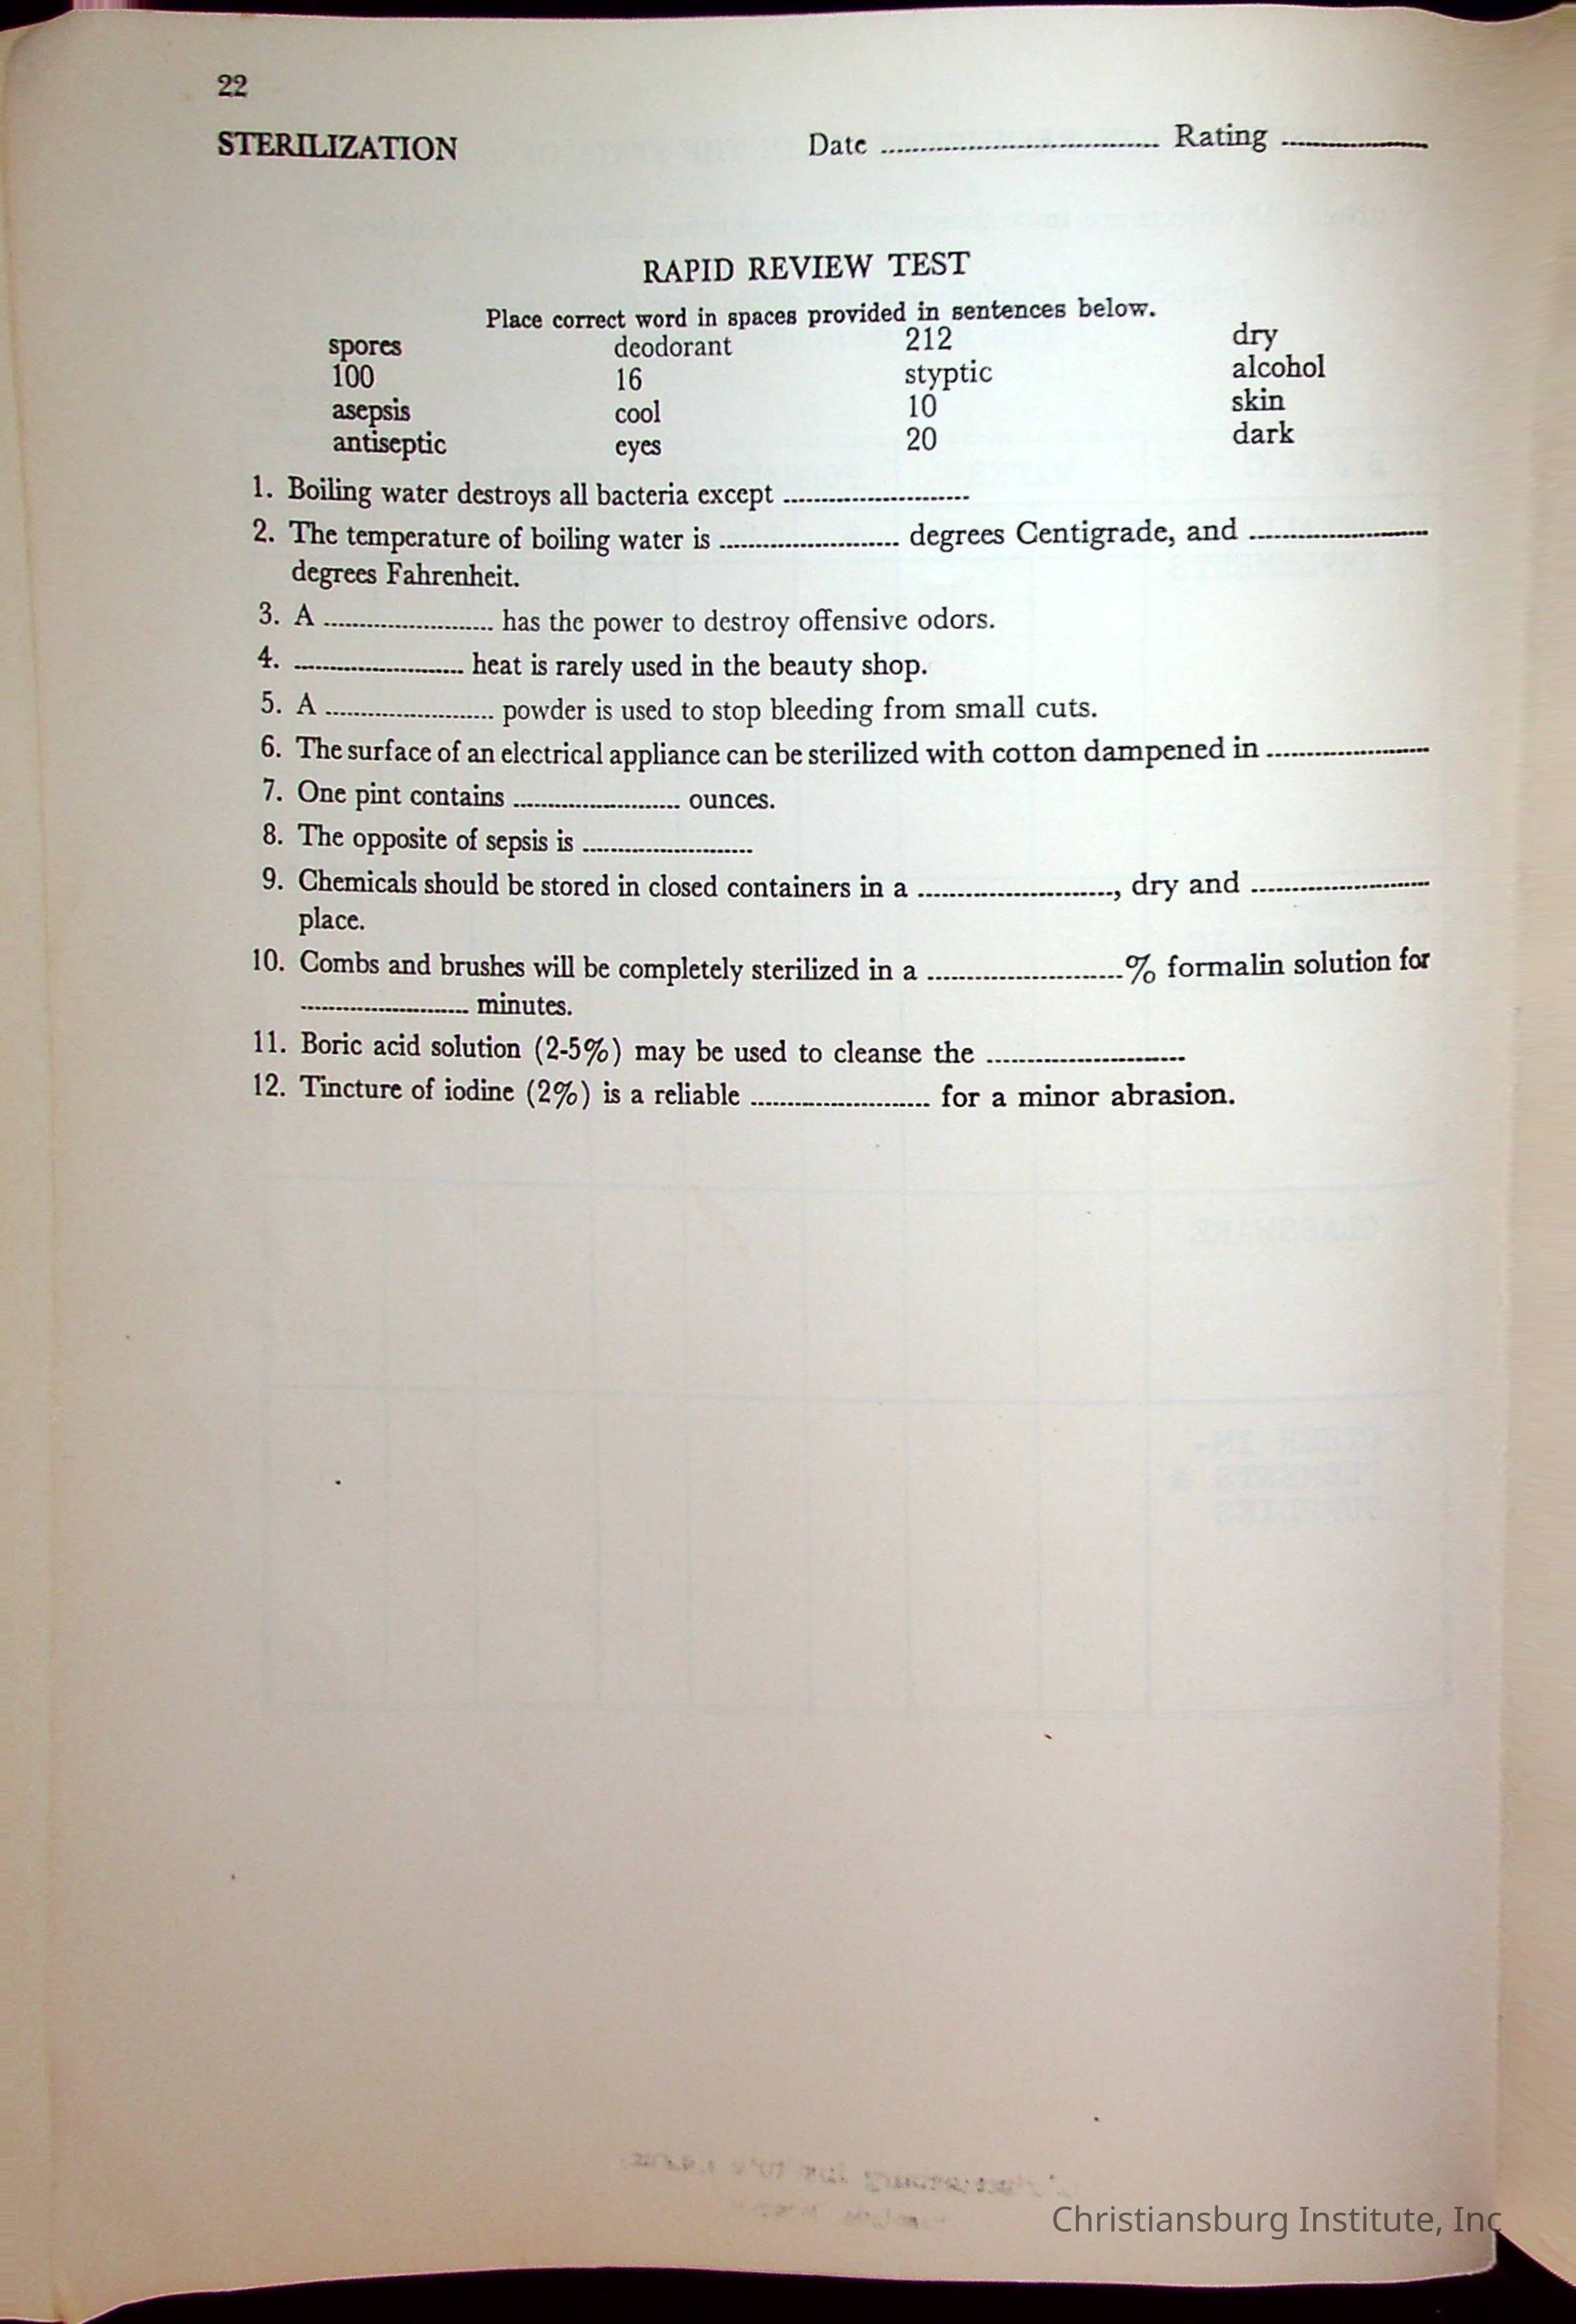 22
STERILIZATION Date ........................ Rating ........................
RAPID REVIEW TEST
Place correct word in spaces provided in sentences below.
spores deodorant 212 dry
100 16 styptic alcohol
asepsis cool 10 skin
antiseptic eyes 20 dark
1. Boiling water destroys all bacteria except ........................
2. The temperature of boiling water is ........................ degrees Centigrade, and ........................
degrees Fahrenheit.
3. A ........................ has the power to destroy offensive odors.
4. ........................ heat is rarely used in the beauty shop.
5. A ........................ powder is used to stop bleeding from small cuts.
6. The surface of an electrical appliance can be sterilized with cotton dampened in ........................
7. One pint contains ........................ ounces.
8. The opposite of sepsis is ........................
9. Chemicals should be stored in closed containers in a ........................, dry and ........................
place.
10. Combs and brushes will be completely sterilized in a ........................% formalin solution for
........................ minutes.
11. Boric acid solution (2-5%) may be used to cleanse the ........................
12. Tincture of iodine (2%) is a reliable ........................ for a minor abrasion.
Christiansburg Institute, Inc